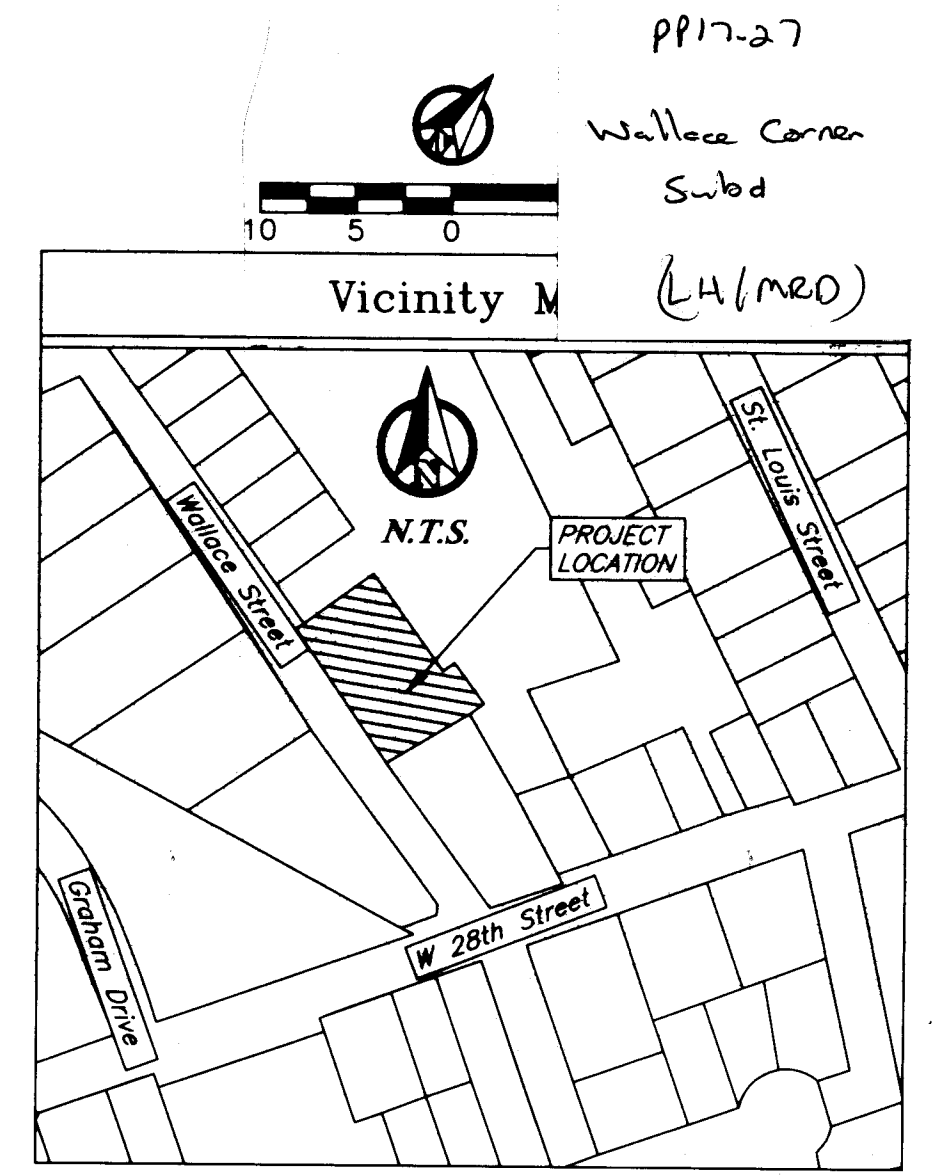 PP17-27
Wallace Corner
Subd
(LH/MRD)
N
10 5 0
Vicinity M
N
N.T.S.
PROJECT
LOCATION
Wallace Street
St. Louis Street
W 28th Street
Graham Drive